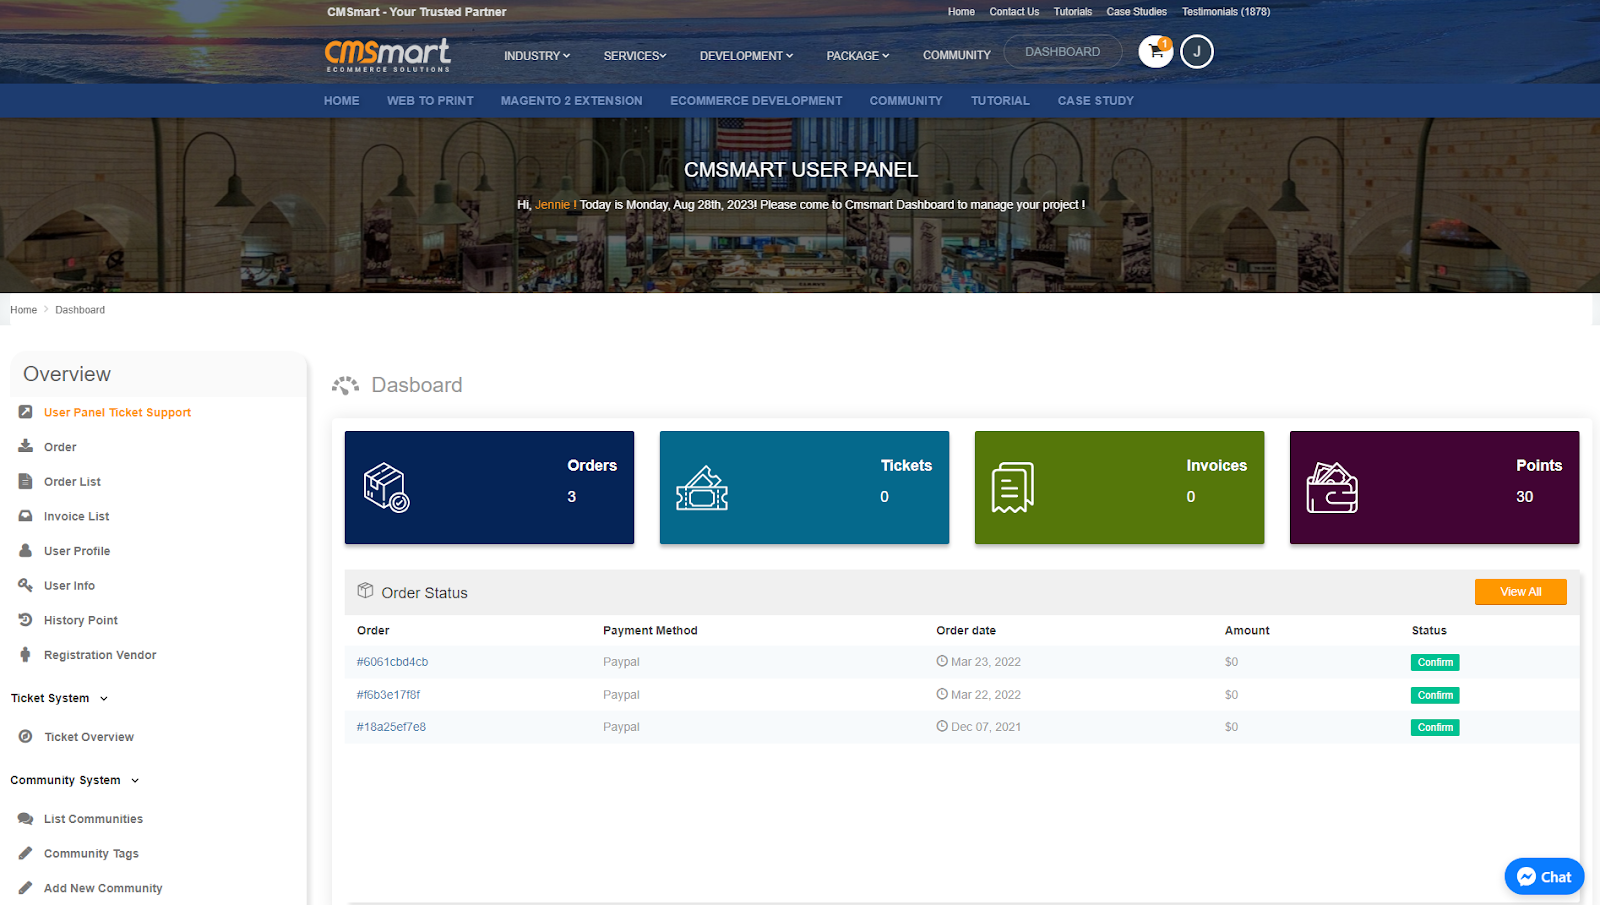 CMSmart - Your Trusted Partner
Home Contact Us Tutorials Case Studies Testimonials (1878)
cmsmart
ECOMMERCE SOLUTIONS
INDUSTRY SERVICES DEVELOPMENT PACKAGE COMMUNITY DASHBOARD 1 J
HOME WEB TO PRINT MAGENTO 2 EXTENSION ECOMMERCE DEVELOPMENT COMMUNITY TUTORIAL CASE STUDY
CMSMART USER PANEL
Hi, Jennie ! Today is Monday, Aug 28th, 2023! Please come to Cmsmart Dashboard to manage your project !
Home Dashboard
Overview
User Panel Ticket Support
Order
Order List
Invoice List
User Profile
User Info
History Point
Registration Vendor
Ticket System
Ticket Overview
Community System
List Communities
Community Tags
Add New Community
Dasboard
Orders
3
Tickets
0
Invoices
0
Points
30
Order Status View All
Order Payment Method Order date Amount Status
#6061cbd4cb Paypal Mar 23, 2022 $0 Confirm
#f6b3e17f8f Paypal Mar 22, 2022 $0 Confirm
#18a25ef7e8 Paypal Dec 07, 2021 $0 Confirm
Chat